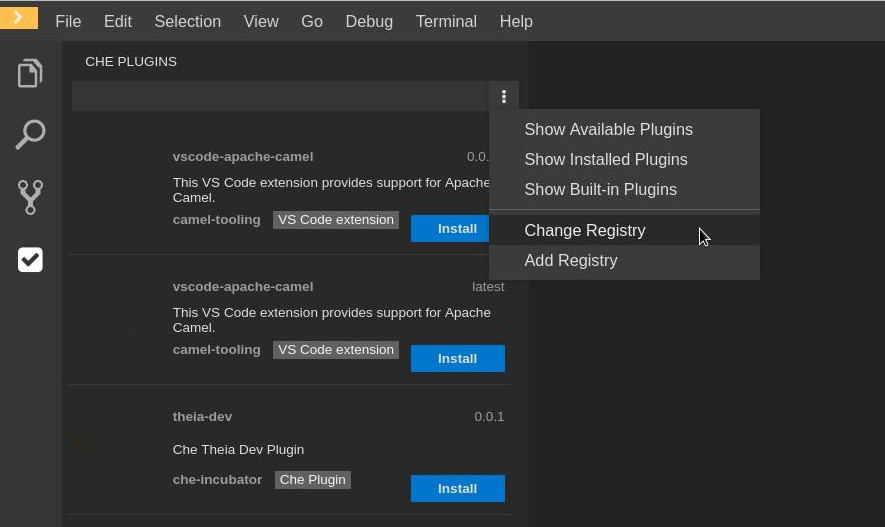 File Edit Selection View Go Debug Terminal Help
CHE PLUGINS
Show Available Plugins
Show Installed Plugins
Show Built-in Plugins
Change Registry
Add Registry
vscode-apache-camel 0.0.
This VS Code extension provides support for Apache
Camel.
camel-tooling VS Code extension Install
vscode-apache-camel latest
This VS Code extension provides support for Apache
Camel.
camel-tooling VS Code extension Install
theia-dev 0.0.1
Che Theia Dev Plugin
che-incubator Che Plugin Install